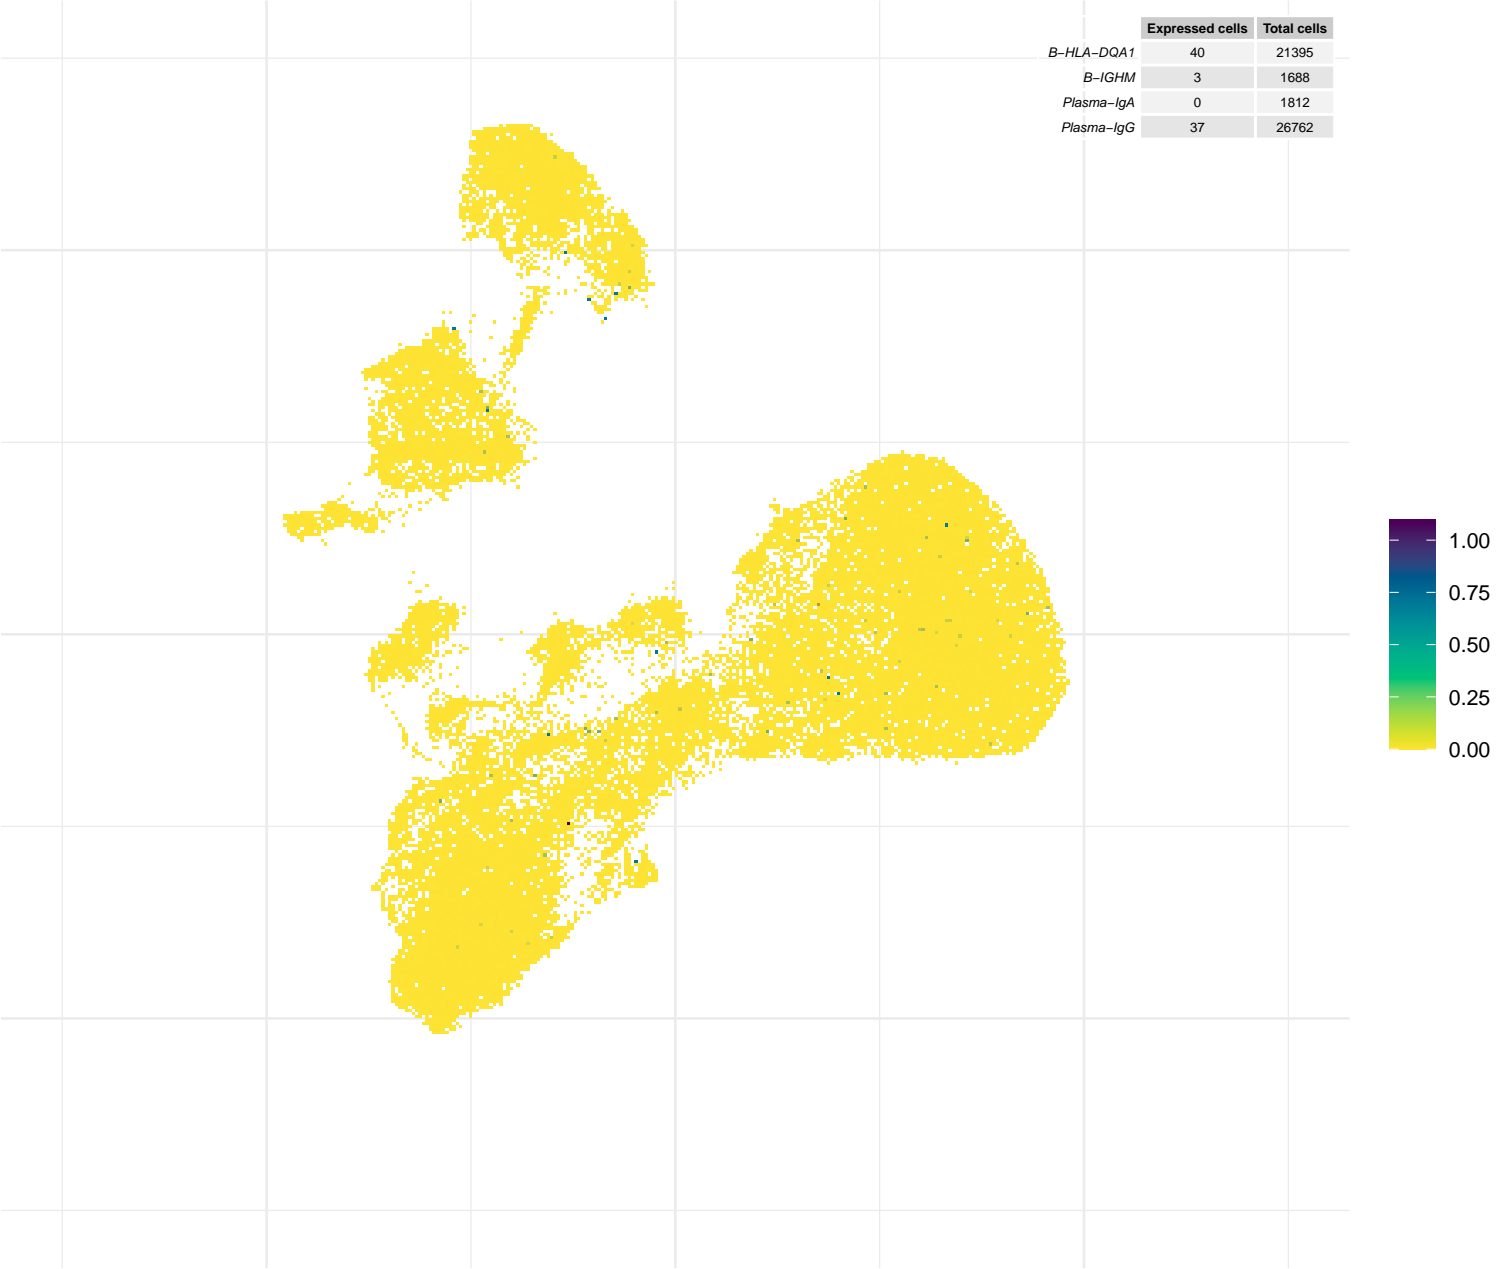 Expressed cells Total cells
B−HLA−DQA1 40 21395
B−IGHM 3 1688
Plasma−IgA 0 1812
Plasma−IgG 37 26762
1.00
0.75
0.50
0.25
0.00